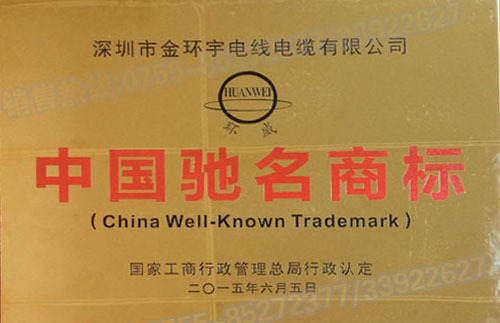 深圳市金环宇电线电缆有限公司
HUANWEI
环威
中国驰名商标
(China Well-Known Trademark)
国家工商行政管理总局行政认定
二〇一五年六月五日